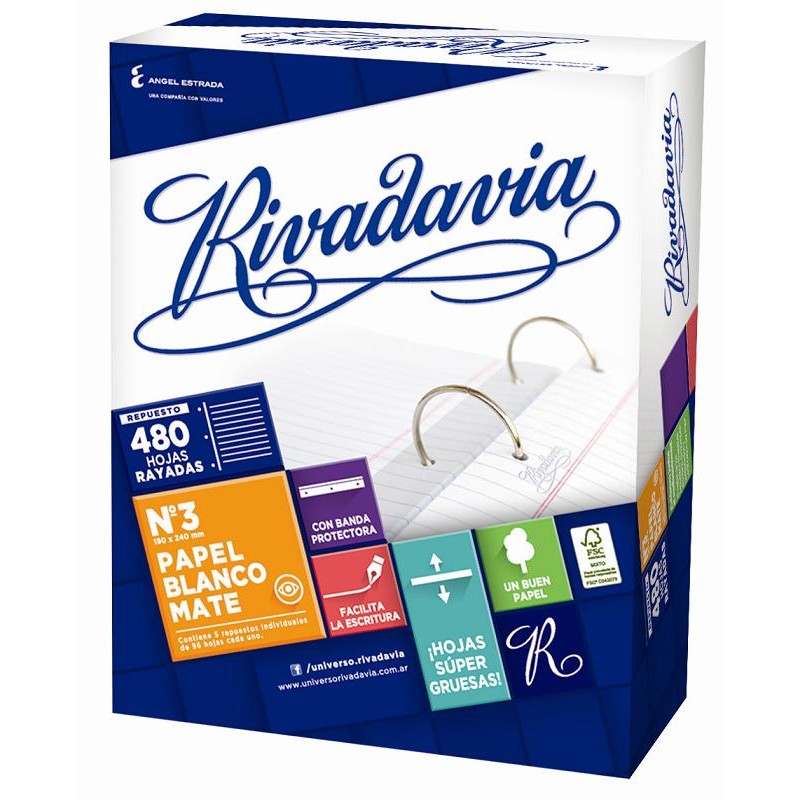 ANGEL ESTRADA
UNA COMPAÑÍA CON VALORES
Rivadavia
REPUESTO
480
HOJAS
RAYADAS
Nº3
190 x 240 mm
PAPEL
BLANCO
MATE
Contiene 5 repuestos individuales
de 96 hojas cada uno.
CON BANDA
PROTECTORA
FACILITA
LA ESCRITURA
¡HOJAS
SÚPER
GRUESAS!
UN BUEN
PAPEL
FSC
MIXTO
R
/universo.rivadavia
www.universorivadavia.com.ar
Rivadavia
Rivadavia
480